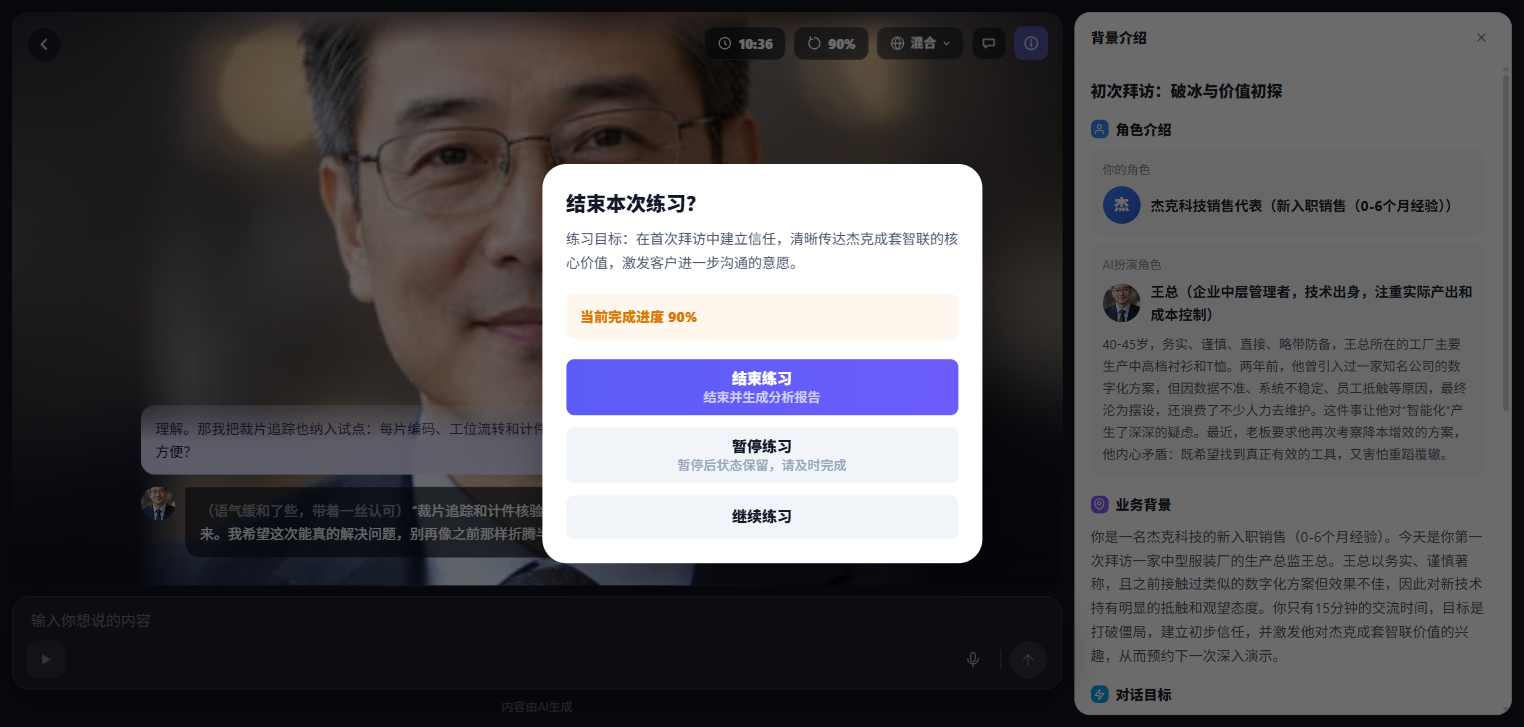 10:36
90%
混合
理解。那我把裁片追踪也纳入试点：每片编码、工位流转和计件
方便？
（语气缓和了些，带着一丝认可）“裁片追踪和计件核验
来。我希望这次能真的解决问题，别再像之前那样折腾
输入你想说的内容
内容由AI生成
结束本次练习？
练习目标：在首次拜访中建立信任，清晰传达杰克成套智联的核
心价值，激发客户进一步沟通的意愿。
当前完成进度 90%
结束练习
结束并生成分析报告
暂停练习
暂停后状态保留，请及时完成
继续练习
背景介绍
初次拜访：破冰与价值初探
角色介绍
你的角色
杰
杰克科技销售代表（新入职销售（0-6个月经验））
AI扮演角色
王总（企业中层管理者，技术出身，注重实际产出和
成本控制）
40-45岁，务实、谨慎、直接、略带防备，王总所在的工厂主要
生产中高档衬衫和T恤。两年前，他曾引入过一家知名公司的数
字化方案，但因数据不准、系统不稳定、员工抵触等原因，最终
沦为摆设，还浪费了不少人力去维护。这件事让他对“智能化”产
生了深深的疑虑。最近，老板要求他再次考察降本增效的方案，
他内心矛盾：既希望找到真正有效的工具，又害怕重蹈覆辙。
业务背景
你是一名杰克科技的新入职销售（0-6个月经验）。今天是你第一
次拜访一家中型服装厂的生产总监王总。王总以务实、谨慎著
称，且之前接触过类似的数字化方案但效果不佳，因此对新技术
持有明显的抵触和观望态度。你只有15分钟的交流时间，目标是
打破僵局，建立初步信任，并激发他对杰克成套智联价值的兴
趣，从而预约下一次深入演示。
对话目标